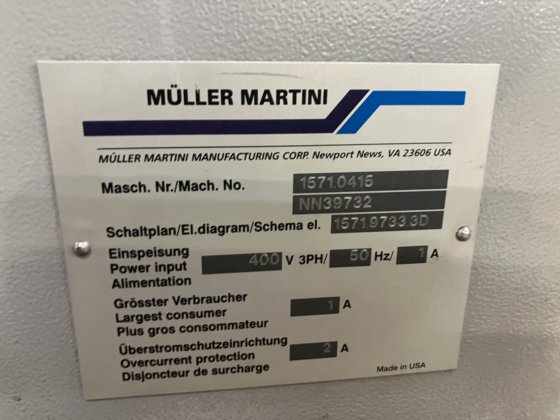 MÜLLER MARTINI
MÜLLER MARTINI MANUFACTURING CORP. Newport News, VA 23606 USA
Masch. Nr./Mach. No. 1571.0415
NN39732
Schaltplan/El.diagram/Schema el. 1571.9733 3D
Einspeisung
Power input 400 V 3PH/ 50 Hz/ 1 A
Alimentation
Grösster Verbraucher
Largest consumer 1 A
Plus gros consommateur
Überstromschutzeinrichtung
Overcurrent protection 2 A
Disjoncteur de surcharge
Made in USA